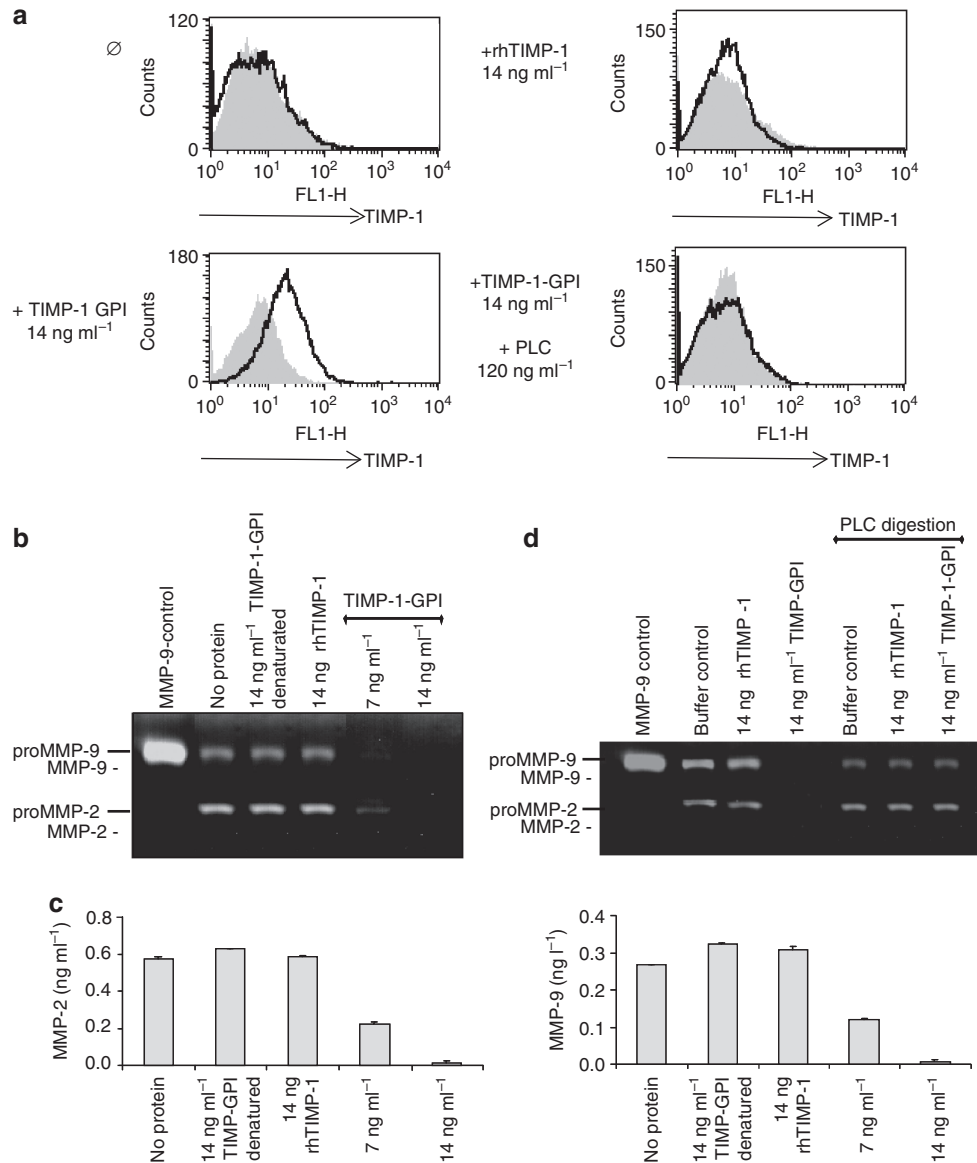 a
∅
120
Counts
0
10⁰ 10¹ 10² 10³ 10⁴
FL1-H
TIMP-1
+rhTIMP-1
14 ng ml⁻¹
150
Counts
0
10⁰ 10¹ 10² 10³ 10⁴
FL1-H
TIMP-1
+ TIMP-1 GPI
14 ng ml⁻¹
180
Counts
0
10⁰ 10¹ 10² 10³ 10⁴
FL1-H
TIMP-1
+TIMP-1-GPI
14 ng ml⁻¹
+ PLC
120 ng ml⁻¹
150
Counts
0
10⁰ 10¹ 10² 10³ 10⁴
FL1-H
TIMP-1
b
MMP-9-control
No protein
14 ng ml⁻¹ TIMP-1-GPI
denaturated
14 ng rhTIMP-1
TIMP-1-GPI
7 ng ml⁻¹
14 ng ml⁻¹
proMMP-9
MMP-9 -
proMMP-2
MMP-2 -
d
PLC digestion
MMP-9 control
Buffer control
14 ng rhTIMP -1
14 ng ml⁻¹ TIMP-GPI
Buffer control
14 ng rhTIMP-1
14 ng ml⁻¹ TIMP-1-GPI
proMMP-9
MMP-9 -
proMMP-2
MMP-2 -
c
MMP-2 (ng ml⁻¹)
0.8
0.6
0.4
0.2
0.0
No protein
14 ng ml⁻¹
TIMP-GPI
denatured
14 ng
rhTIMP-1
7 ng ml⁻¹
14 ng ml⁻¹
MMP-9 (ng l⁻¹)
0.4
0.3
0.2
0.1
0.0
No protein
14 ng ml⁻¹
TIMP-GPI
denatured
14 ng
rhTIMP-1
7 ng ml⁻¹
14 ng ml⁻¹